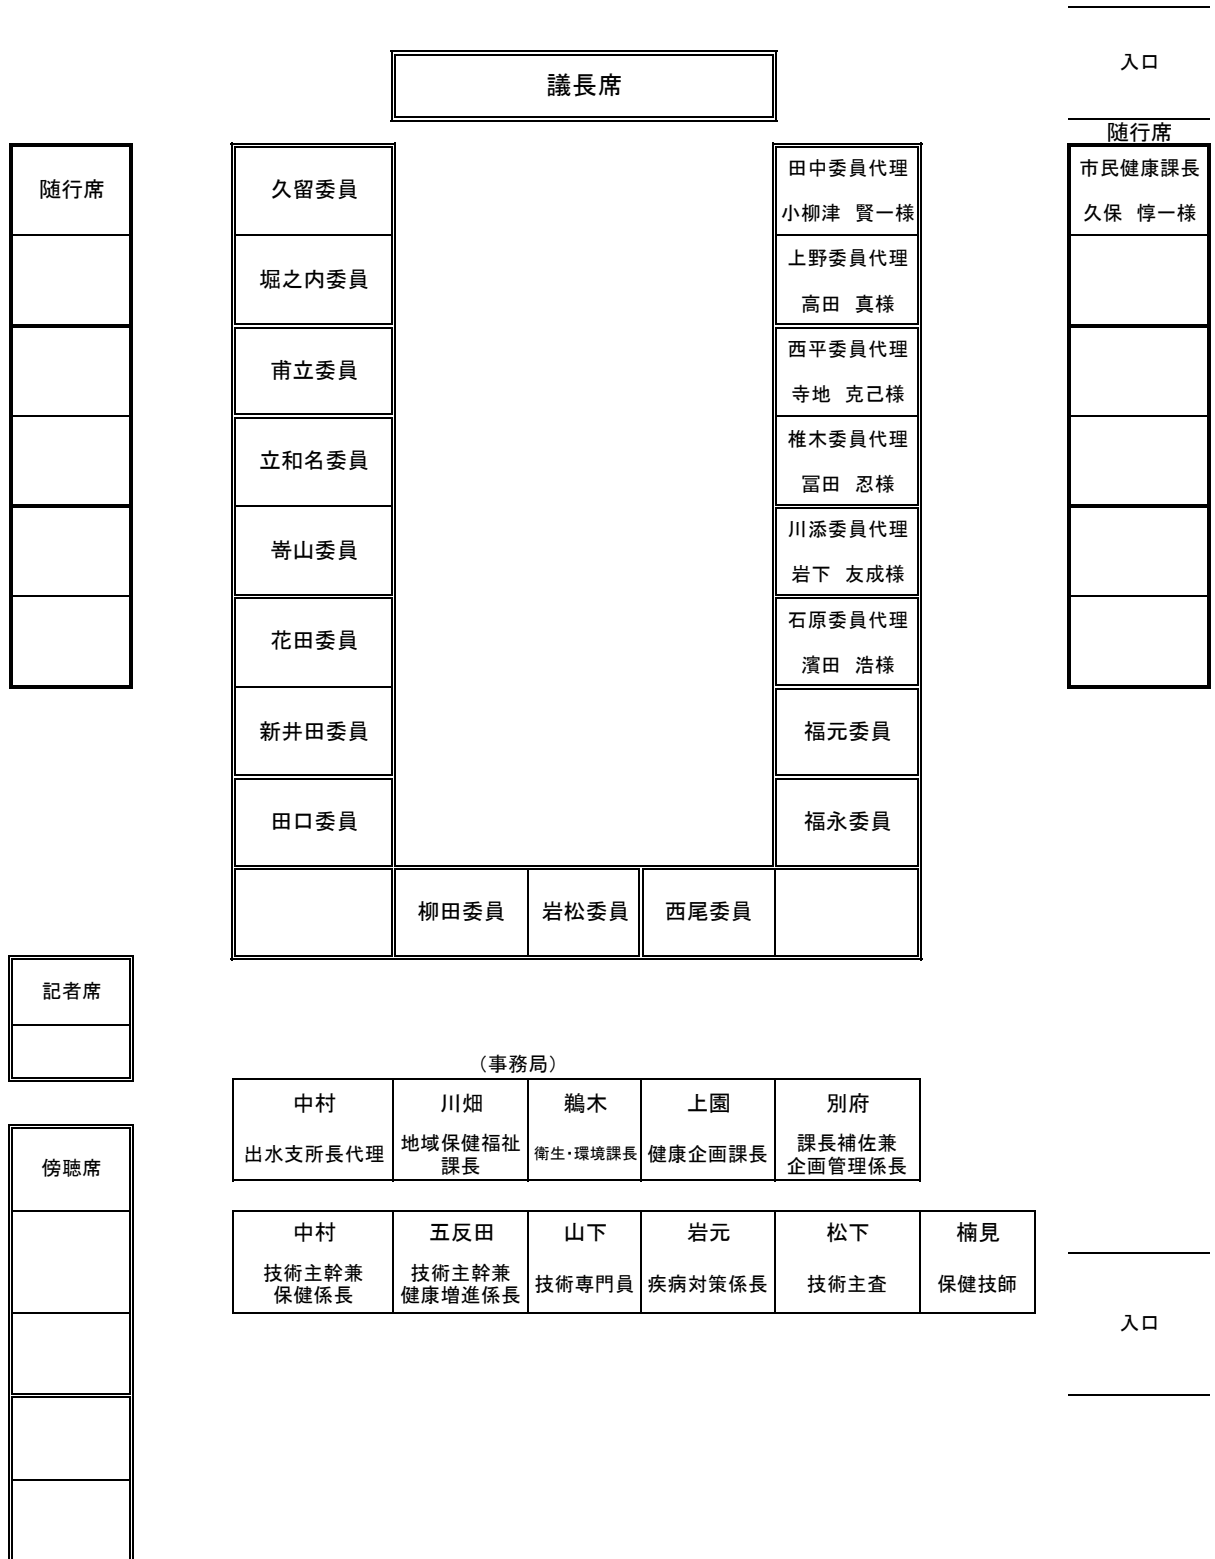 入口
議長席
随行席
随行席
久留委員
田中委員代理
小柳津 賢一様
市民健康課長
久保 惇一様
堀之内委員
上野委員代理
高田 真様
甫立委員
西平委員代理
寺地 克己様
立和名委員
椎木委員代理
冨田 忍様
嵜山委員
川添委員代理
岩下 友成様
花田委員
石原委員代理
濱田 浩様
新井田委員
福元委員
田口委員
福永委員
柳田委員
岩松委員
西尾委員
記者席
（事務局）
中村
出水支所長代理
川畑
地域保健福祉
課長
鵜木
衛生・環境課長
上園
健康企画課長
別府
課長補佐兼
企画管理係長
傍聴席
中村
技術主幹兼
保健係長
五反田
技術主幹兼
健康増進係長
山下
技術専門員
岩元
疾病対策係長
松下
技術主査
楠見
保健技師
入口